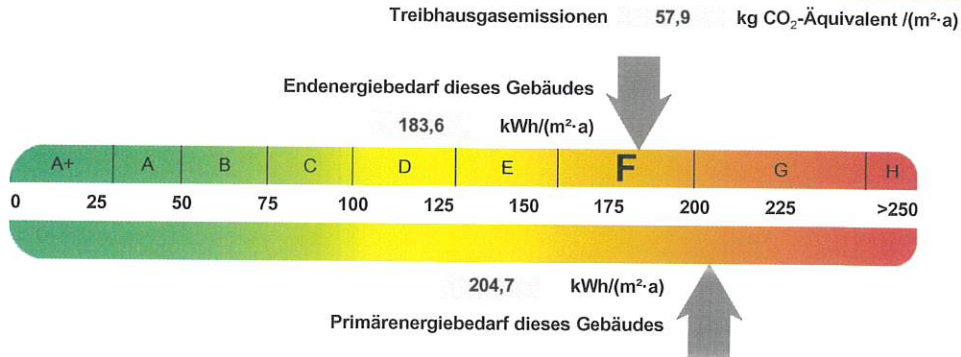 Treibhausgasemissionen 57,9 kg CO₂-Äquivalent /(m²·a)
Endenergiebedarf dieses Gebäudes
183,6 kWh/(m²·a)
A+ A B C D E F G H
0 25 50 75 100 125 150 175 200 225 >250
204,7 kWh/(m²·a)
Primärenergiebedarf dieses Gebäudes